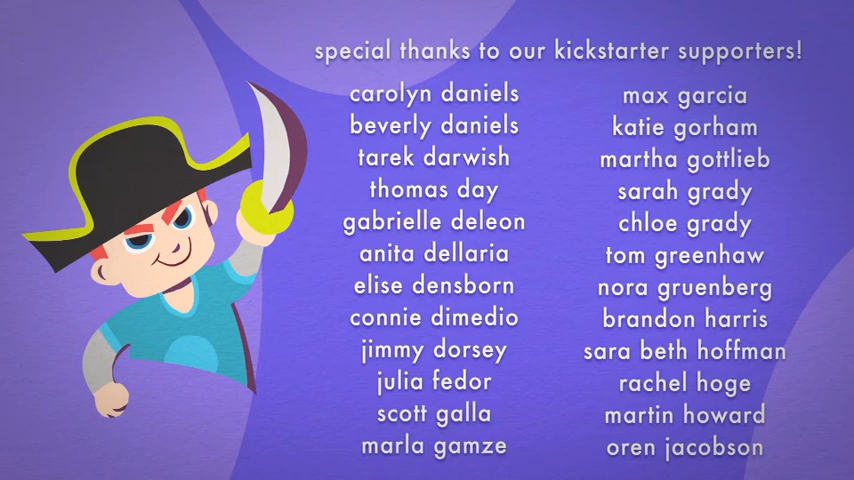 special thanks to our kickstarter supporters!
carolyn daniels
beverly daniels
tarek darwish
thomas day
gabrielle deleon
anita dellaria
elise densborn
connie dimedio
jimmy dorsey
julia fedor
scott galla
marla gamze
max garcia
katie gorham
martha gottlieb
sarah grady
chloe grady
tom greenhaw
nora gruenberg
brandon harris
sara beth hoffman
rachel hoge
martin howard
oren jacobson